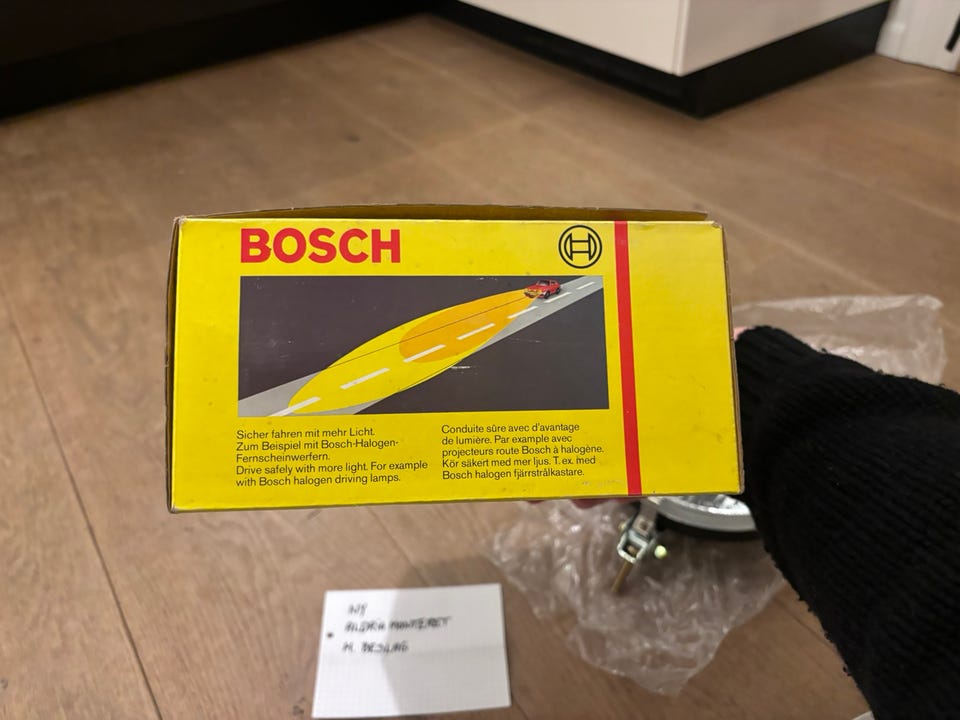 BOSCH
Sicher fahren mit mehr Licht.
Zum Beispiel mit Bosch-Halogen-
Fernscheinwerfern.
Drive safely with more light. For example
with Bosch halogen driving lamps.
Conduite sûre avec d'avantage
de lumière. Par example avec
projecteurs route Bosch à halogène.
Kör säkert med mer ljus. T. ex. med
Bosch halogen fjärrstrålkastare.
NY
ALDRIG MONTERET
M. BESLAG